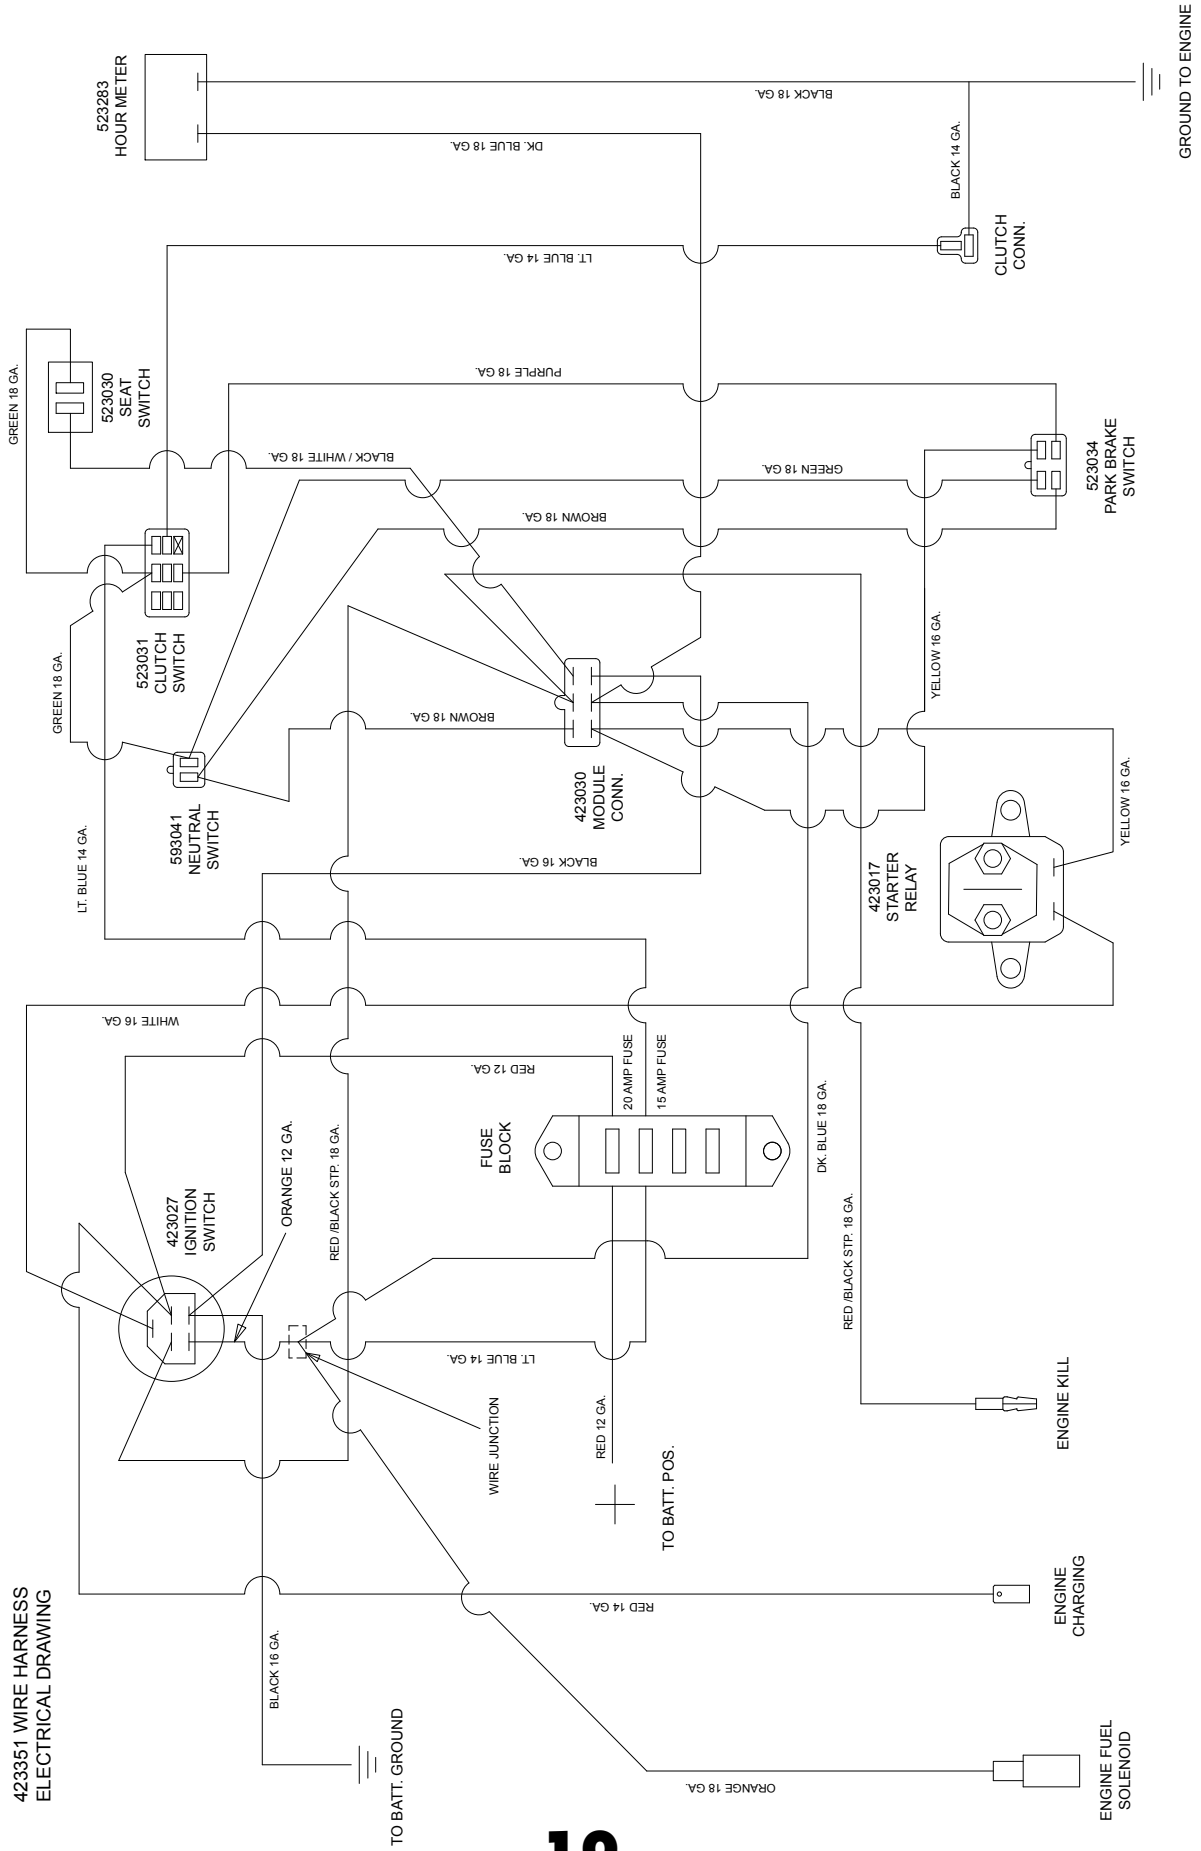 423351 WIRE HARNESS
ELECTRICAL DRAWING
523283
HOUR METER
BLACK 18 GA.
DK. BLUE 18 GA.
BLACK 14 GA.
GROUND TO ENGINE
CLUTCH
CONN.
LT. BLUE 14 GA.
GREEN 18 GA.
523030
SEAT
SWITCH
PURPLE 18 GA.
BLACK / WHITE 18 GA.
GREEN 18 GA.
BROWN 18 GA.
523034
PARK BRAKE
SWITCH
523031
CLUTCH
SWITCH
GREEN 18 GA.
BROWN 18 GA.
YELLOW 16 GA.
593041
NEUTRAL
SWITCH
423030
MODULE
CONN.
LT. BLUE 14 GA.
BLACK 16 GA.
423017
STARTER
RELAY
YELLOW 16 GA.
WHITE 16 GA.
RED 12 GA.
20 AMP FUSE
15 AMP FUSE
FUSE
BLOCK
DK. BLUE 18 GA.
423027
IGNITION
SWITCH
ORANGE 12 GA.
RED /BLACK STP. 18 GA.
RED /BLACK STP. 18 GA.
LT. BLUE 14 GA.
WIRE JUNCTION
RED 12 GA.
TO BATT. POS.
ENGINE KILL
RED 14 GA.
ENGINE
CHARGING
BLACK 16 GA.
TO BATT. GROUND
ORANGE 18 GA.
ENGINE FUEL
SOLENOID